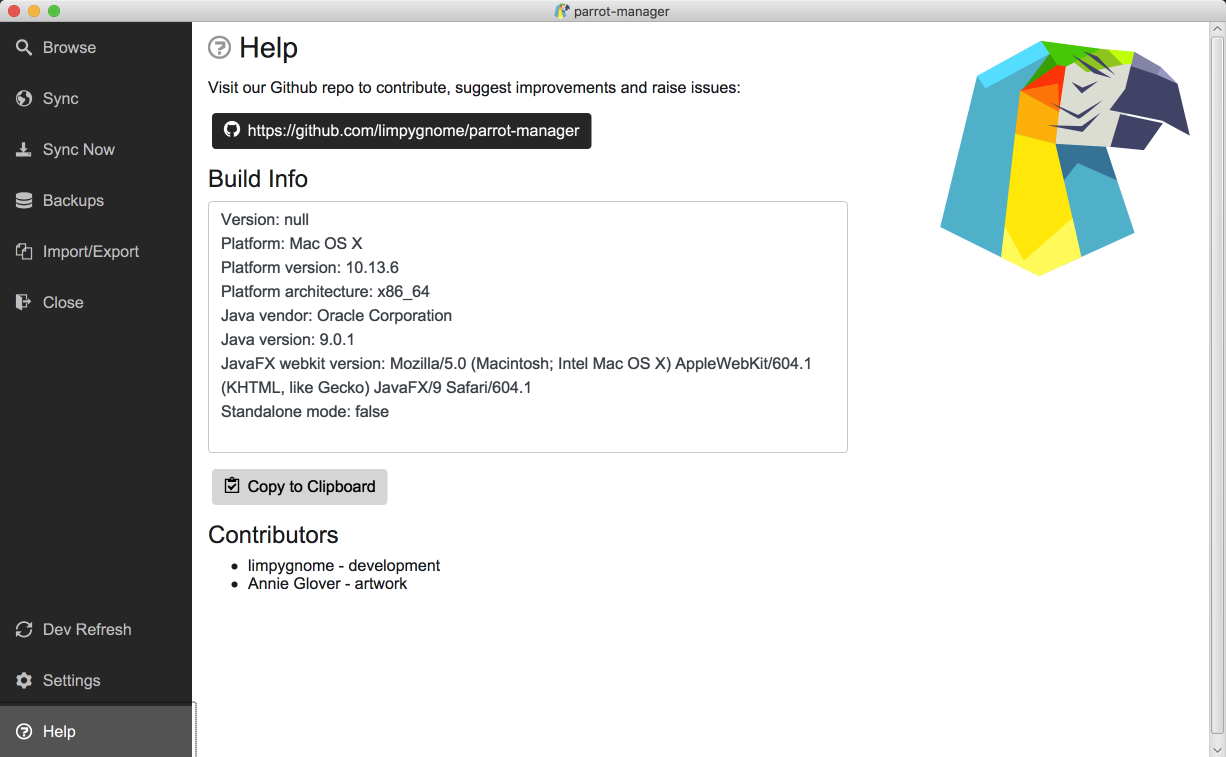 parrot-manager
Browse
Sync
Sync Now
Backups
Import/Export
Close
Dev Refresh
Settings
Help
Help
Visit our Github repo to contribute, suggest improvements and raise issues:
https://github.com/limpygnome/parrot-manager
Build Info
Version: null
Platform: Mac OS X
Platform version: 10.13.6
Platform architecture: x86_64
Java vendor: Oracle Corporation
Java version: 9.0.1
JavaFX webkit version: Mozilla/5.0 (Macintosh; Intel Mac OS X) AppleWebKit/604.1
(KHTML, like Gecko) JavaFX/9 Safari/604.1
Standalone mode: false
Copy to Clipboard
Contributors
limpygnome - development
Annie Glover - artwork